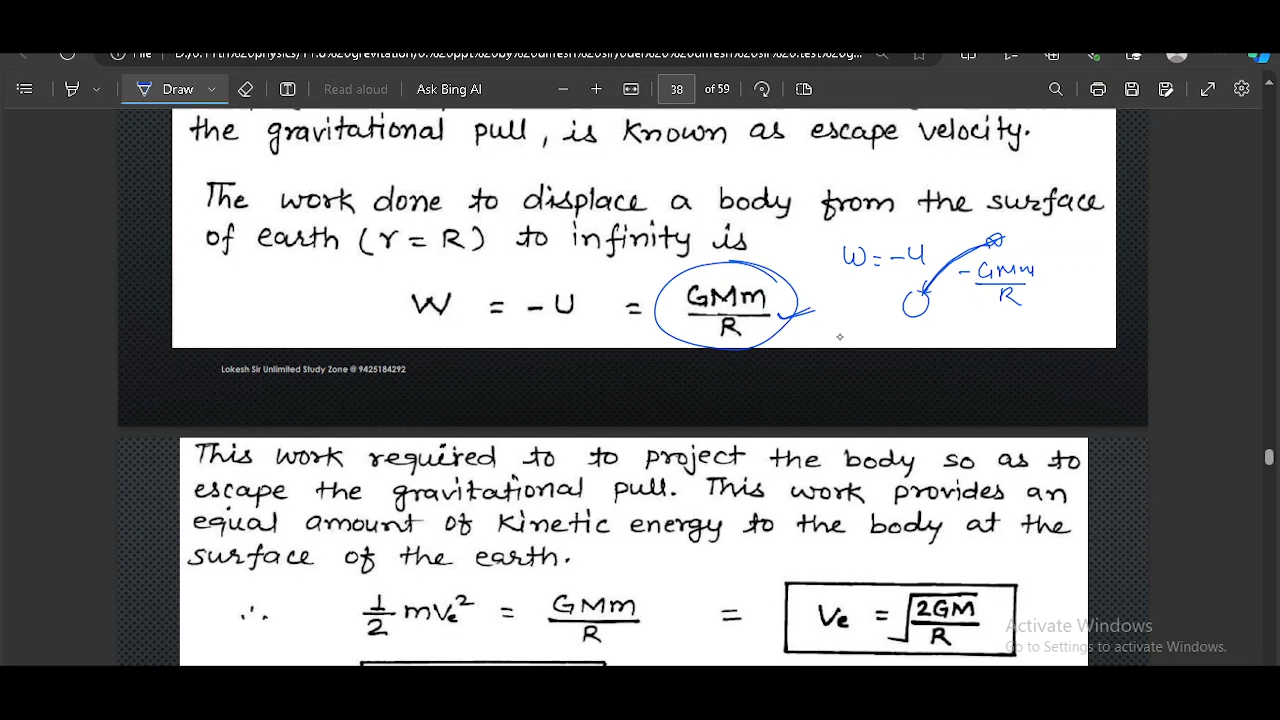 File
Draw
Read aloud
Ask Bing AI
38 of 59
the gravitational pull, is known as escape velocity.
The work done to displace a body from the surface
of earth (r = R) to infinity is
W = -U = GMm/R
W = -U
-GMm/R
Lokesh Sir Unlimited Study Zone @ 9425184292
This work required to to project the body so as to
escape the gravitational pull. This work provides an
equal amount of kinetic energy to the body at the
surface of the earth.
∴ 1/2 mVe² = GMm/R = Ve = √2GM/R
Activate Windows
Go to Settings to activate Windows.